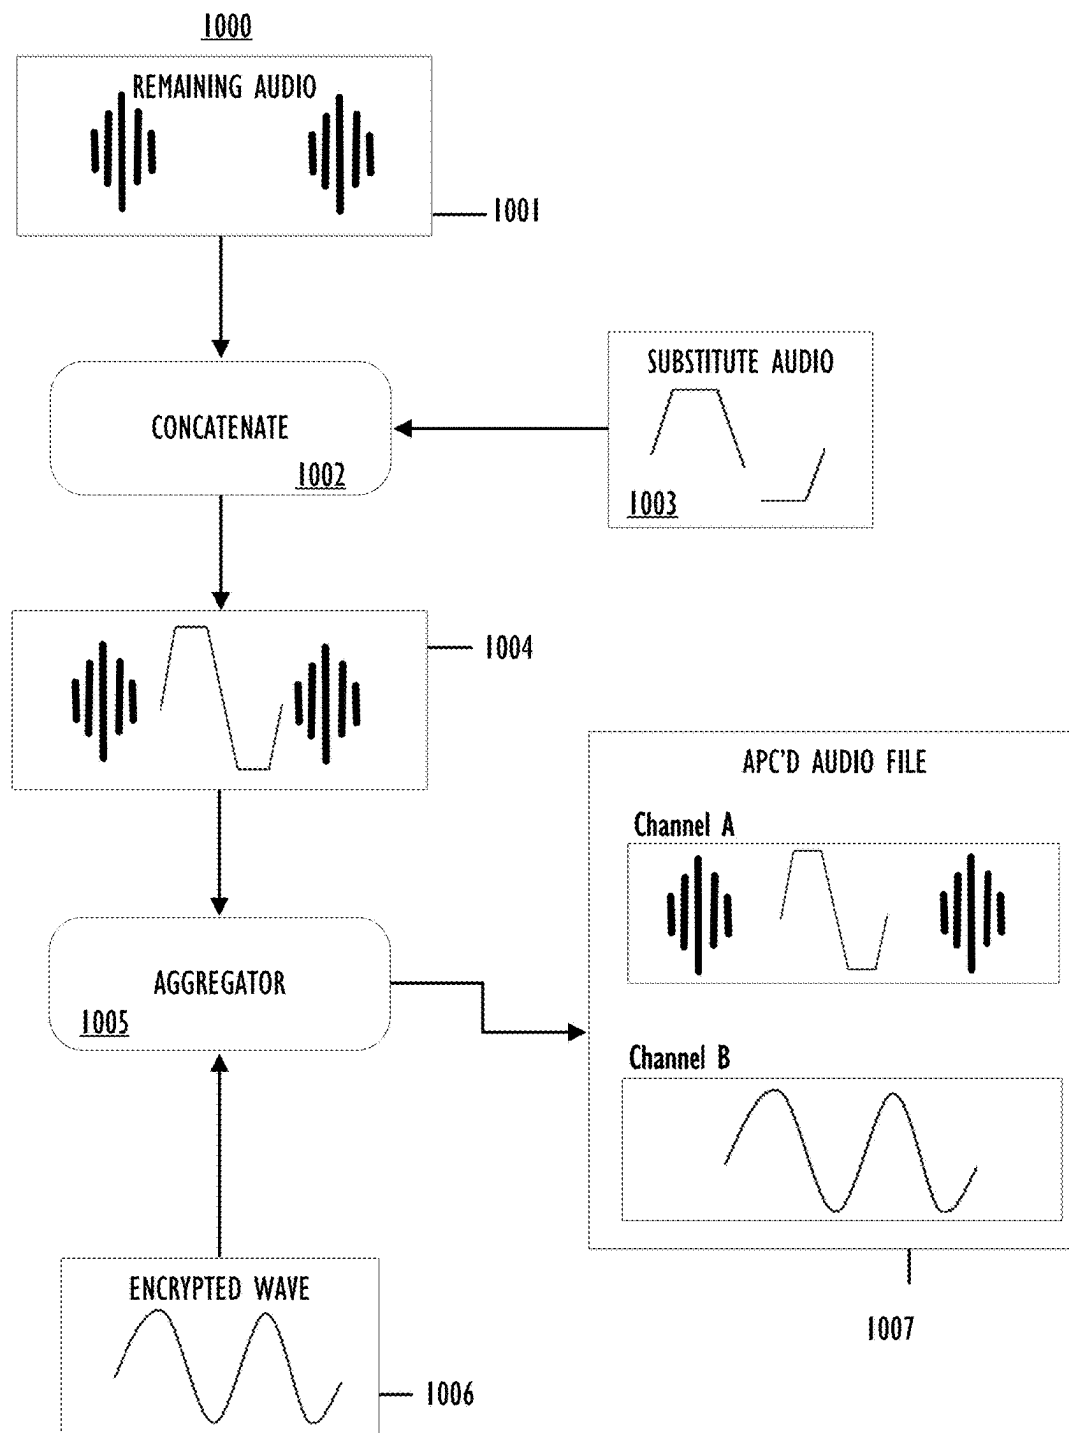 1000
REMAINING AUDIO
1001
CONCATENATE
1002
SUBSTITUTE AUDIO
1003
1004
APC'D AUDIO FILE
Channel A
AGGREGATOR
1005
Channel B
ENCRYPTED WAVE
1006
1007